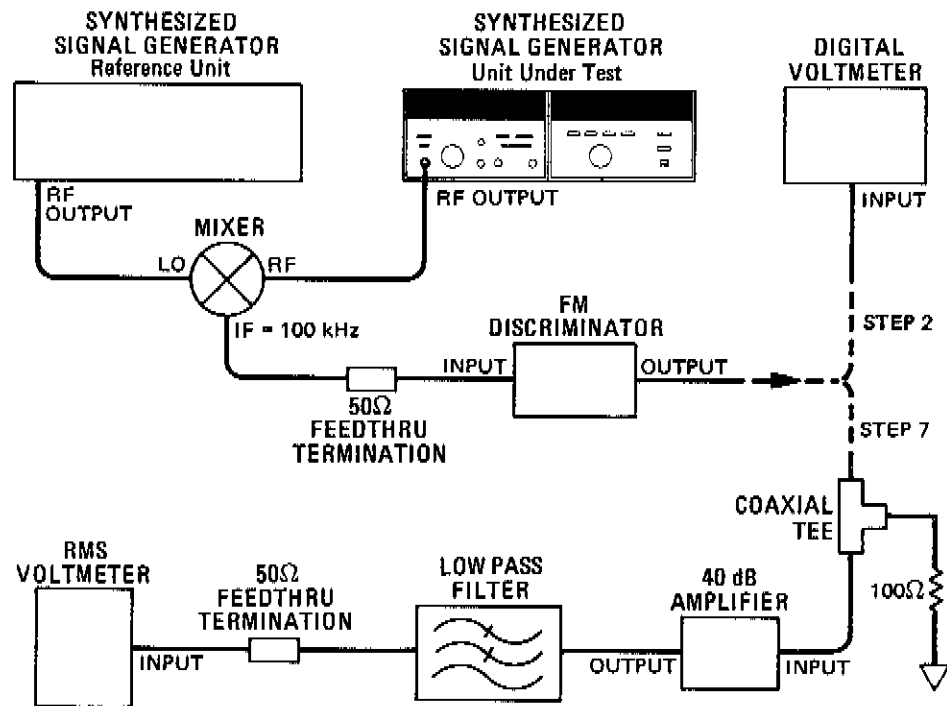 SYNTHESIZED
SIGNAL GENERATOR
Reference Unit
SYNTHESIZED
SIGNAL GENERATOR
Unit Under Test
DIGITAL
VOLTMETER
RF
OUTPUT
RF OUTPUT
INPUT
MIXER
LO
RF
IF = 100 kHz
FM
DISCRIMINATOR
INPUT
OUTPUT
STEP 2
50Ω
FEEDTHRU
TERMINATION
STEP 7
COAXIAL
TEE
RMS
VOLTMETER
50Ω
FEEDTHRU
TERMINATION
LOW PASS
FILTER
40 dB
AMPLIFIER
100Ω
INPUT
OUTPUT
INPUT